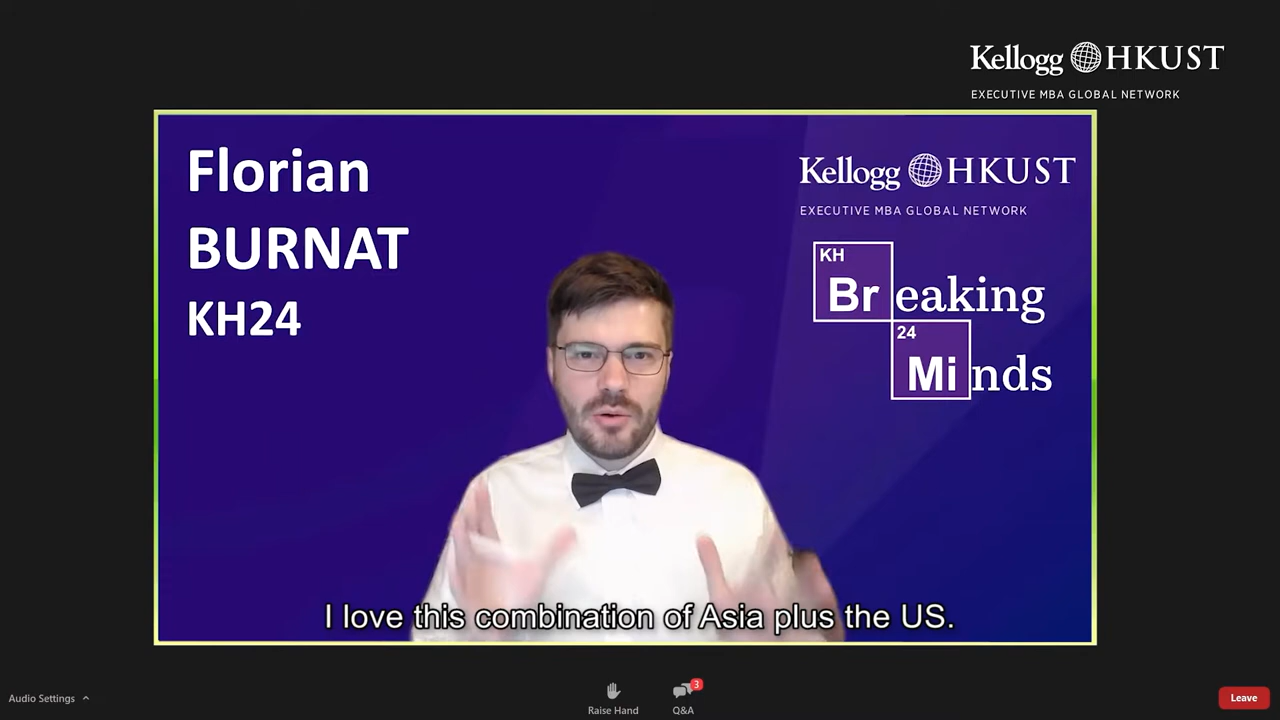 Kellogg HKUST
EXECUTIVE MBA GLOBAL NETWORK
Florian
BURNAT
KH24
Kellogg HKUST
EXECUTIVE MBA GLOBAL NETWORK
KH
Breaking
24
Minds
I love this combination of Asia plus the US.
Audio Settings
Raise Hand
3
Q&A
Leave